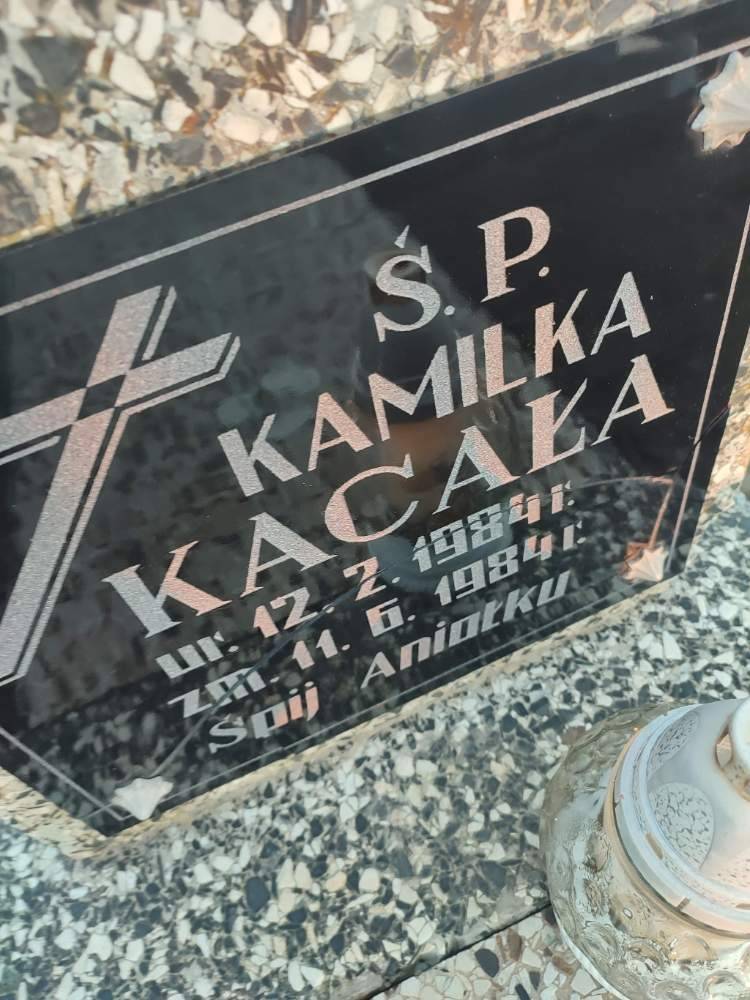 Ś. P.
KAMILKA
KACAŁA
ur. 12. 2. 1984 r.
zm. 11. 6. 1984 r.
Śpij Aniołku